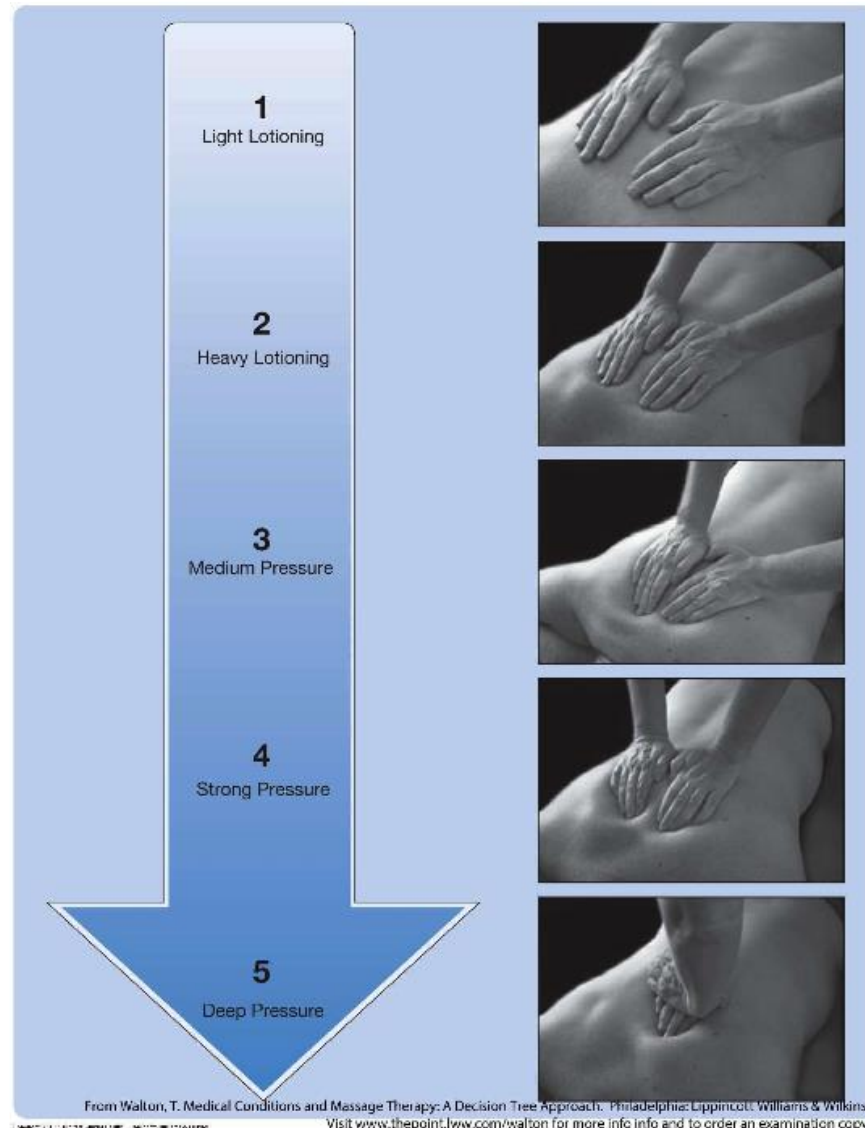 1
Light Lotioning
2
Heavy Lotioning
3
Medium Pressure
4
Strong Pressure
5
Deep Pressure
From Walton, T. Medical Conditions and Massage Therapy: A Decision Tree Approach. Philadelphia: Lippincott Williams & Wilkins
Visit www.thepoint.lww.com/walton for more info info and to order an examination cop